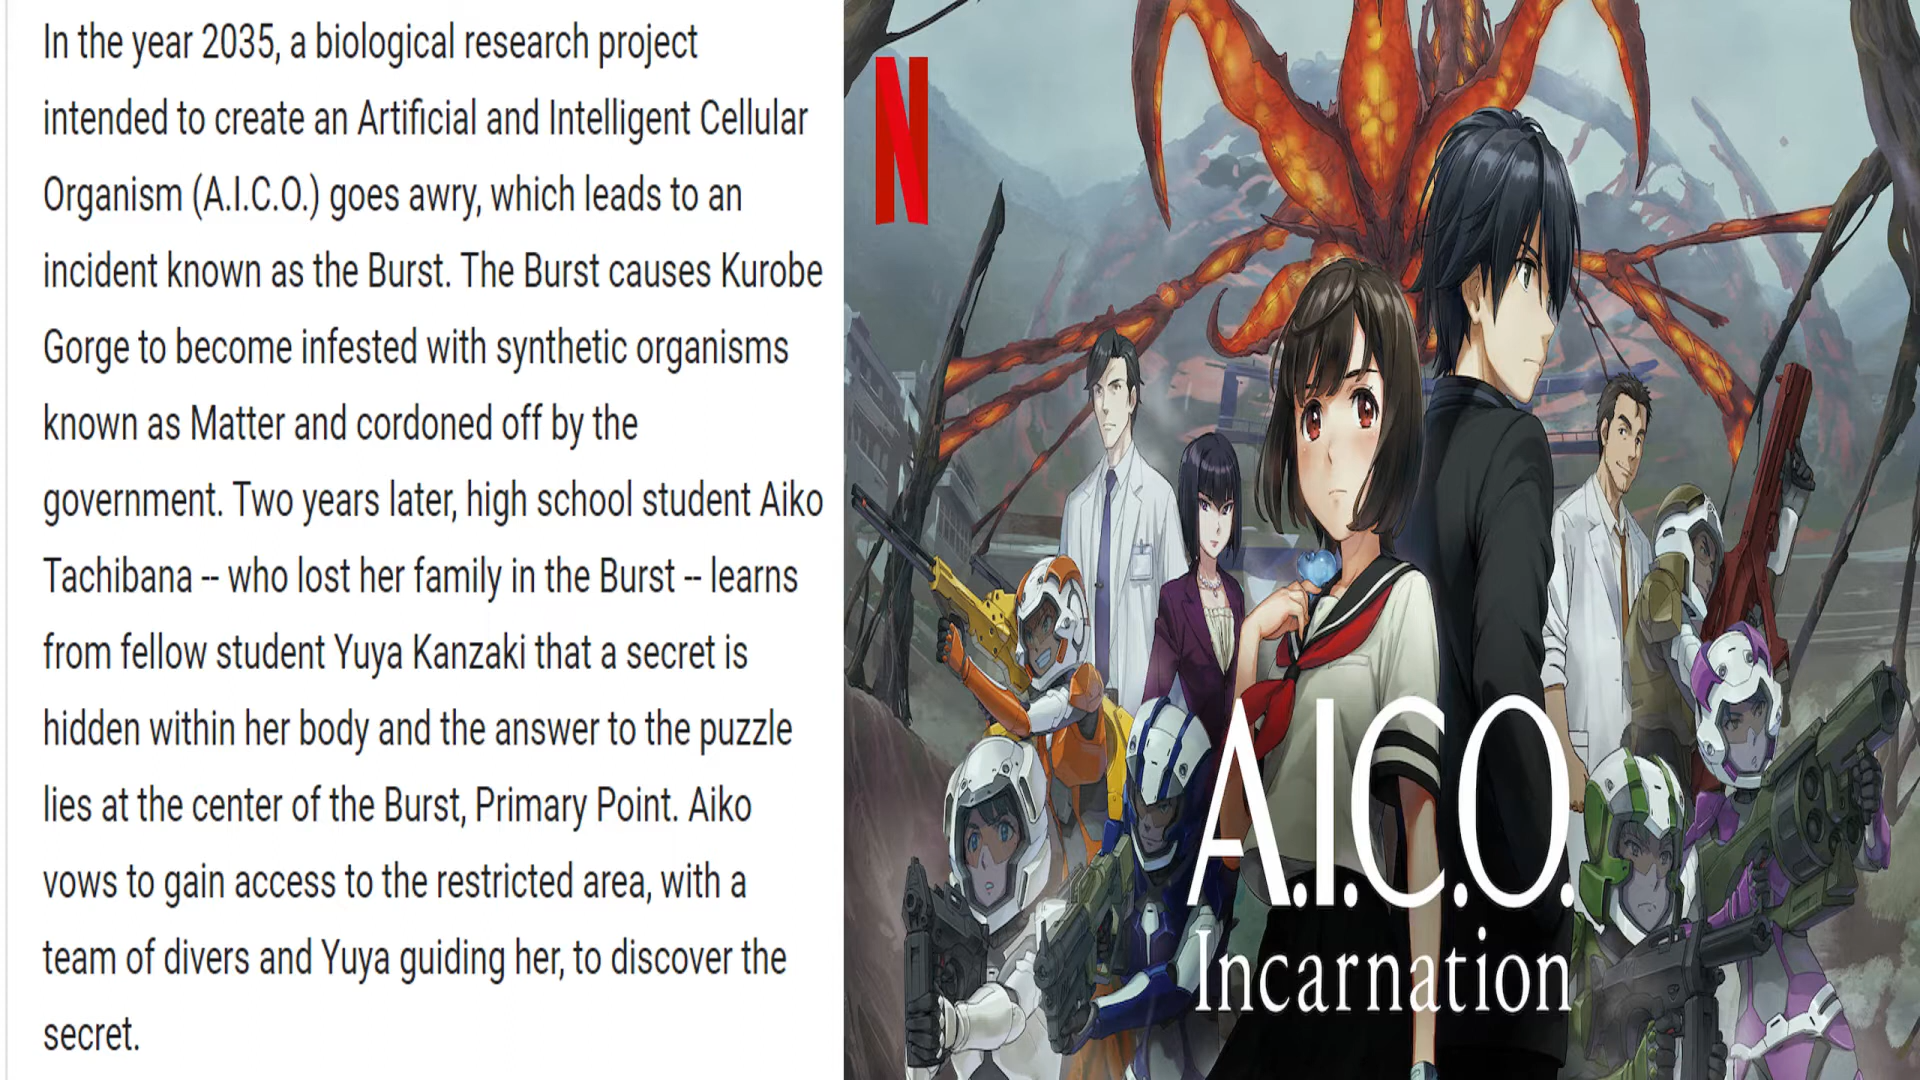 In the year 2035, a biological research project
intended to create an Artificial and Intelligent Cellular
Organism (A.I.C.O.) goes awry, which leads to an
incident known as the Burst. The Burst causes Kurobe
Gorge to become infested with synthetic organisms
known as Matter and cordoned off by the
government. Two years later, high school student Aiko
Tachibana -- who lost her family in the Burst -- learns
from fellow student Yuya Kanzaki that a secret is
hidden within her body and the answer to the puzzle
lies at the center of the Burst, Primary Point. Aiko
vows to gain access to the restricted area, with a
team of divers and Yuya guiding her, to discover the
secret.
N
A.I.C.O.
Incarnation